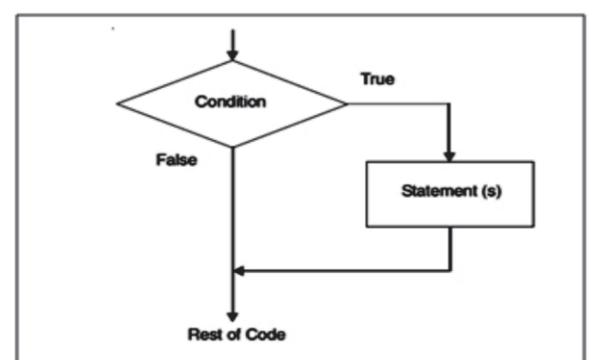 True
Condition
False
Statement (s)
Rest of Code